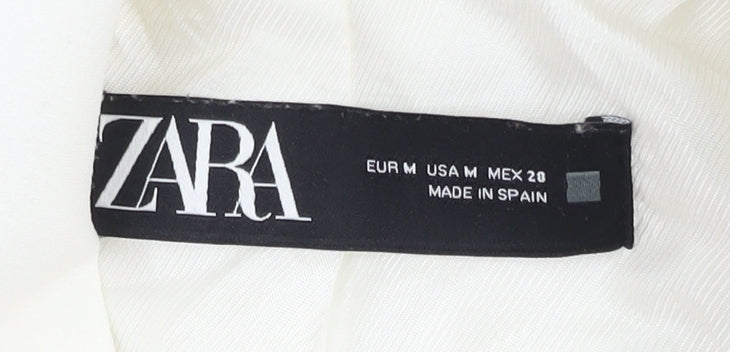 ZARA
EUR M USA M MEX 28
MADE IN SPAIN